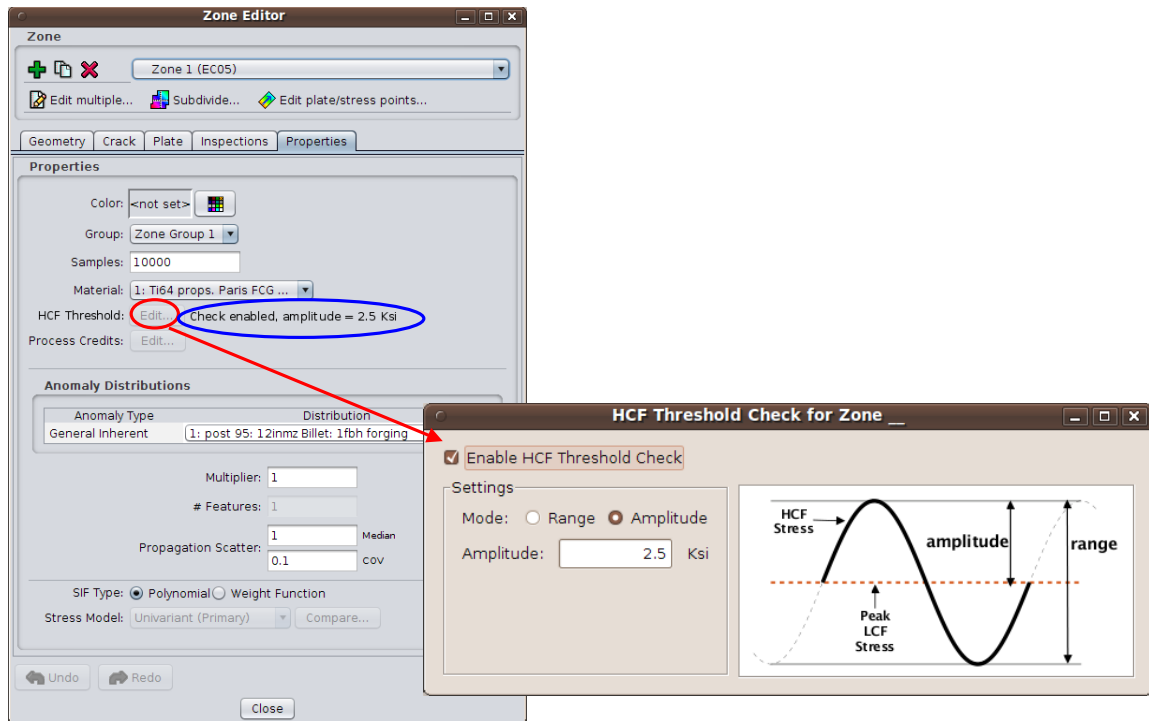 Zone Editor
Zone
Zone 1 (EC05)
Edit multiple... Subdivide... Edit plate/stress points...
Geometry Crack Plate Inspections Properties
Properties
Color: <not set>
Group: Zone Group 1
Samples: 10000
Material: 1: Ti64 props. Paris FCG ...
HCF Threshold: Edit... Check enabled, amplitude = 2.5 Ksi
Process Credits: Edit...
Anomaly Distributions
Anomaly Type Distribution
General Inherent 1: post 95: 12inmz Billet: 1fbh forging
Multiplier: 1
# Features: 1
Propagation Scatter: 1 Median
0.1 COV
SIF Type: Polynomial Weight Function
Stress Model: Univariant (Primary) Compare...
Undo Redo
Close
HCF Threshold Check for Zone __
Enable HCF Threshold Check
Settings
Mode: Range Amplitude
Amplitude: 2.5 Ksi
HCF
Stress
amplitude
range
Peak
LCF
Stress